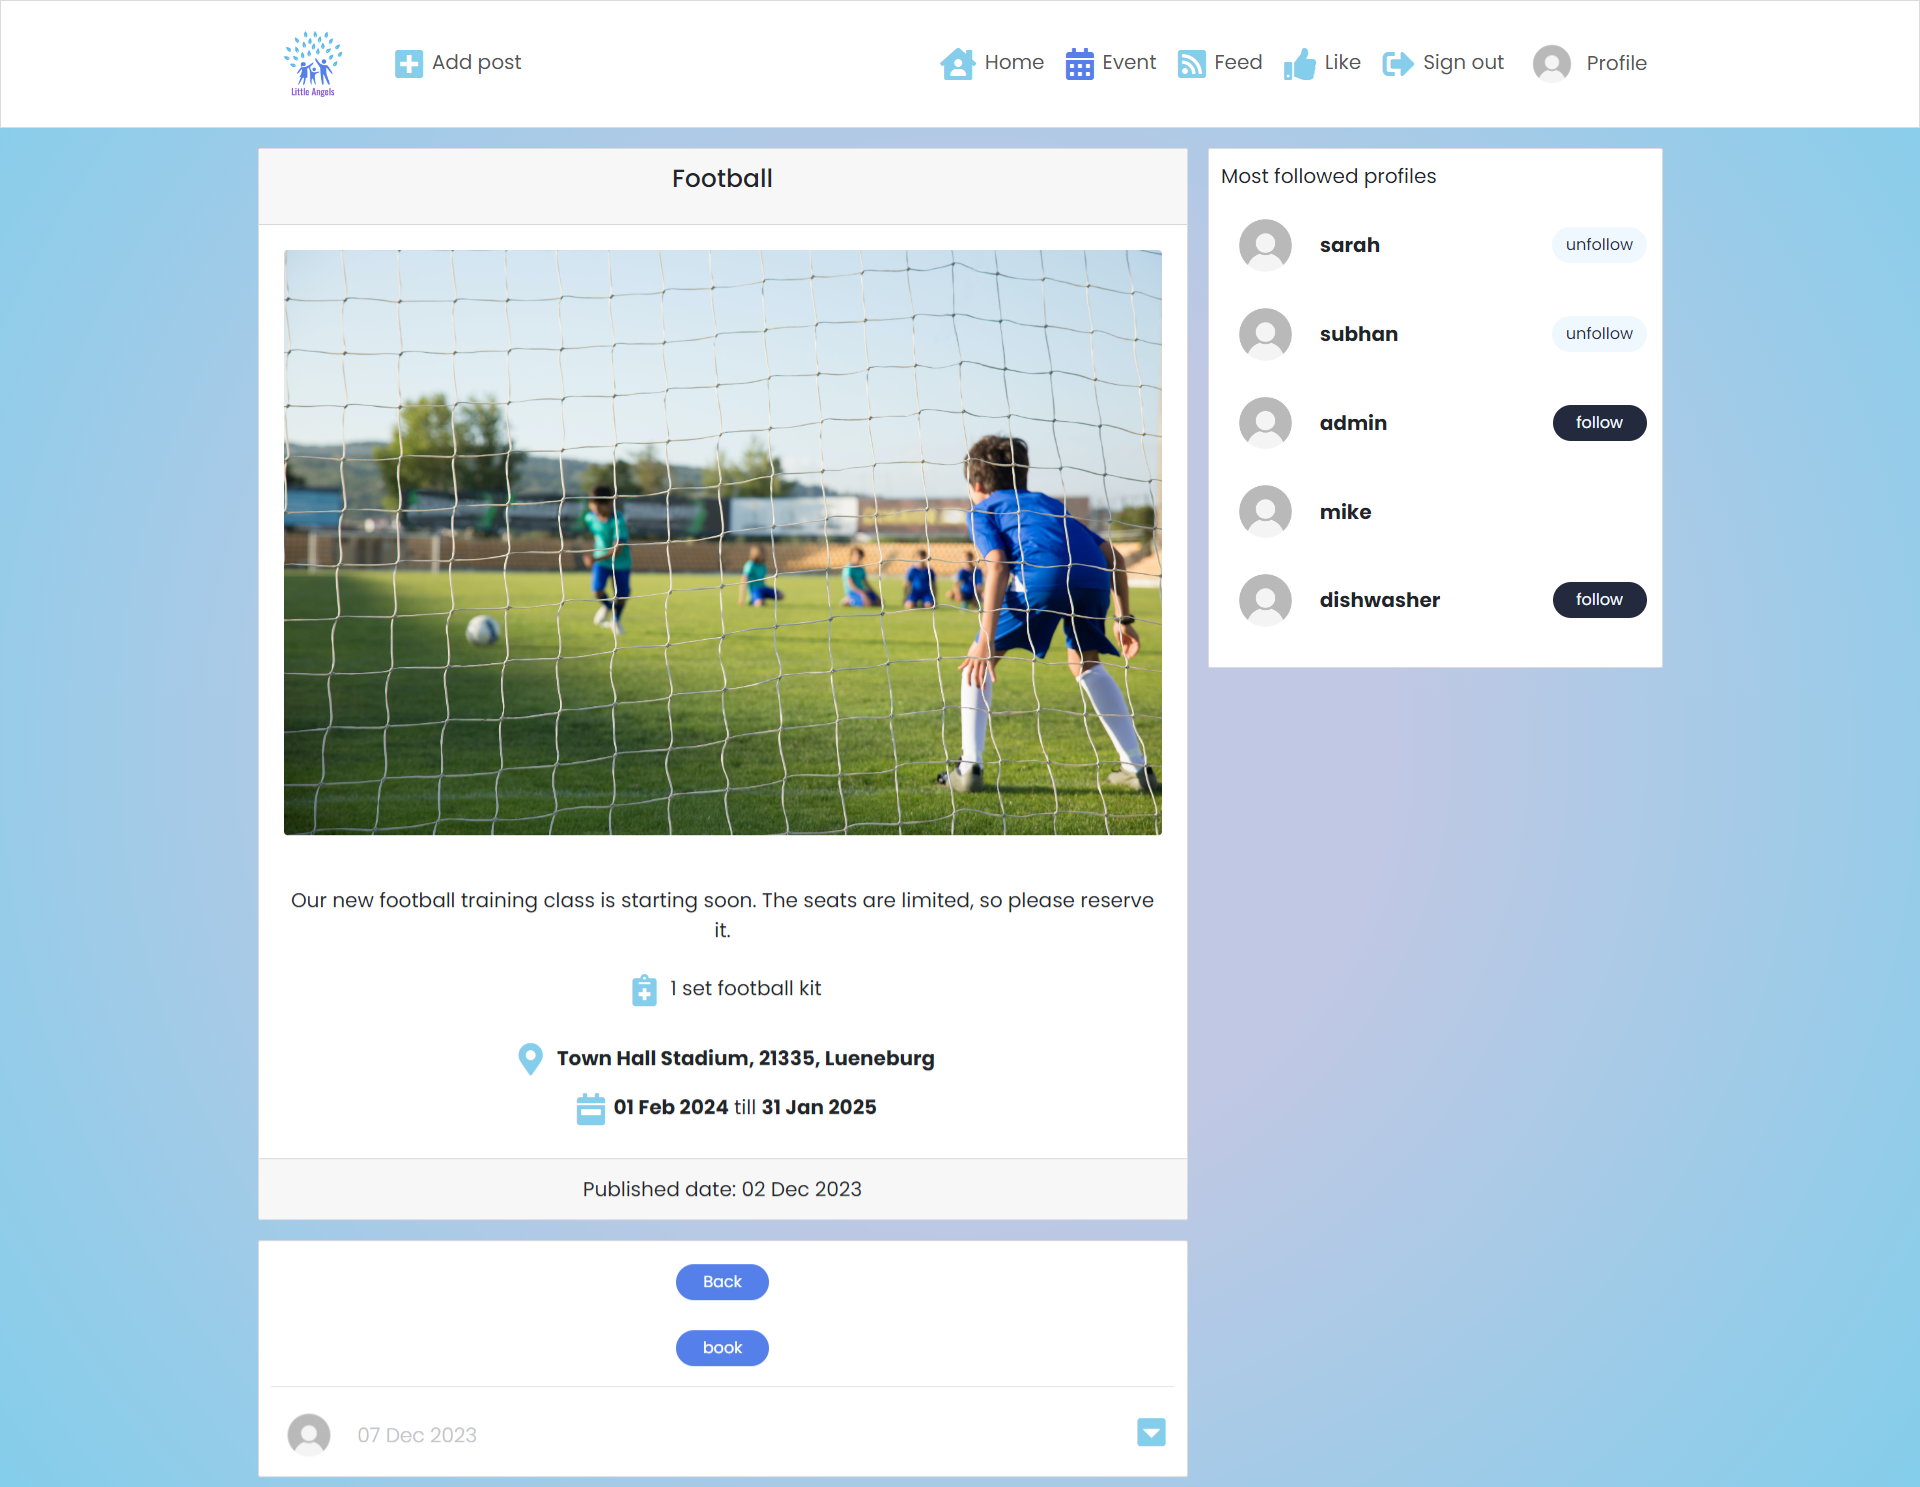 Little Angels
Add post
Home
Event
Feed
Like
Sign out
Profile
Football
Our new football training class is starting soon. The seats are limited, so please reserve
it.
1 set football kit
Town Hall Stadium, 21335, Lueneburg
01 Feb 2024 till 31 Jan 2025
Published date: 02 Dec 2023
Back
book
07 Dec 2023
Most followed profiles
sarah
unfollow
subhan
unfollow
admin
follow
mike
dishwasher
follow